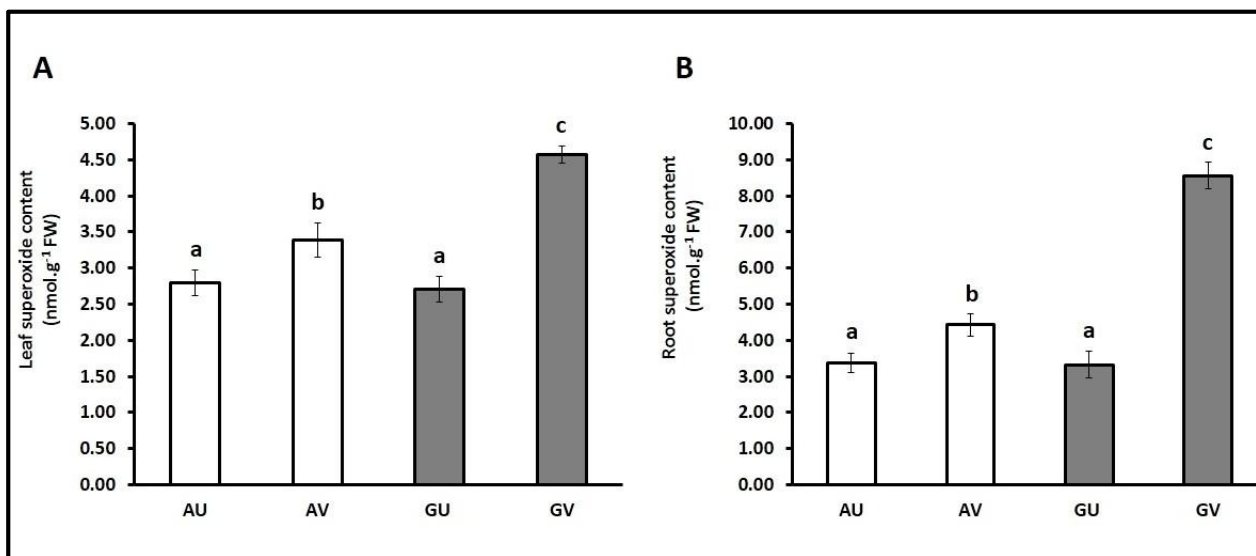 A
Leaf superoxide content
(nmol.g⁻¹ FW)
5.00
4.50
4.00
3.50
3.00
2.50
2.00
1.50
1.00
0.50
0.00
a
b
a
c
AU AV GU GV
B
Root superoxide content
(nmol.g⁻¹ FW)
10.00
9.00
8.00
7.00
6.00
5.00
4.00
3.00
2.00
1.00
0.00
a
b
a
c
AU AV GU GV